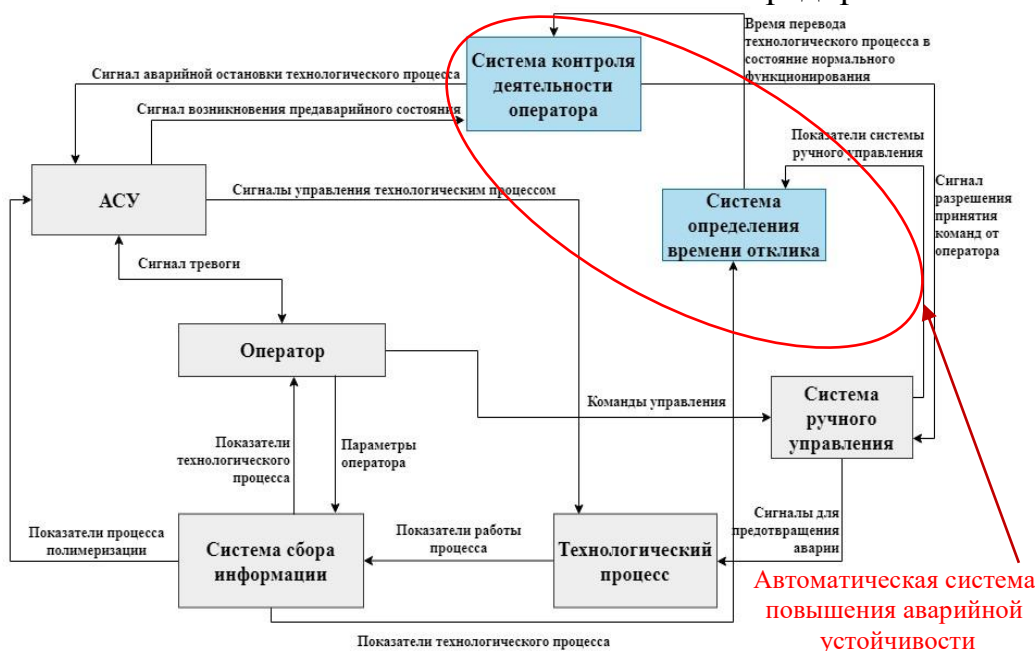 Время перевода
технологического процесса в
состояние нормального
функционирования
Система контроля
деятельности
оператора
Сигнал аварийной остановки технологического процесса
Сигнал возникновения предаварийного состояния
Показатели системы
ручного управления
АСУ
Сигналы управления технологическим процессом
Система
определения
времени отклика
Сигнал
разрешения
принятия
команд от
оператора
Сигнал тревоги
Оператор
Команды управления
Система
ручного
управления
Показатели
технологического
процесса
Параметры
оператора
Показатели процесса
полимеризации
Система сбора
информации
Показатели работы
процесса
Технологический
процесс
Сигналы для
предотвращения
аварии
Автоматическая система
повышения аварийной
устойчивости
Показатели технологического процесса